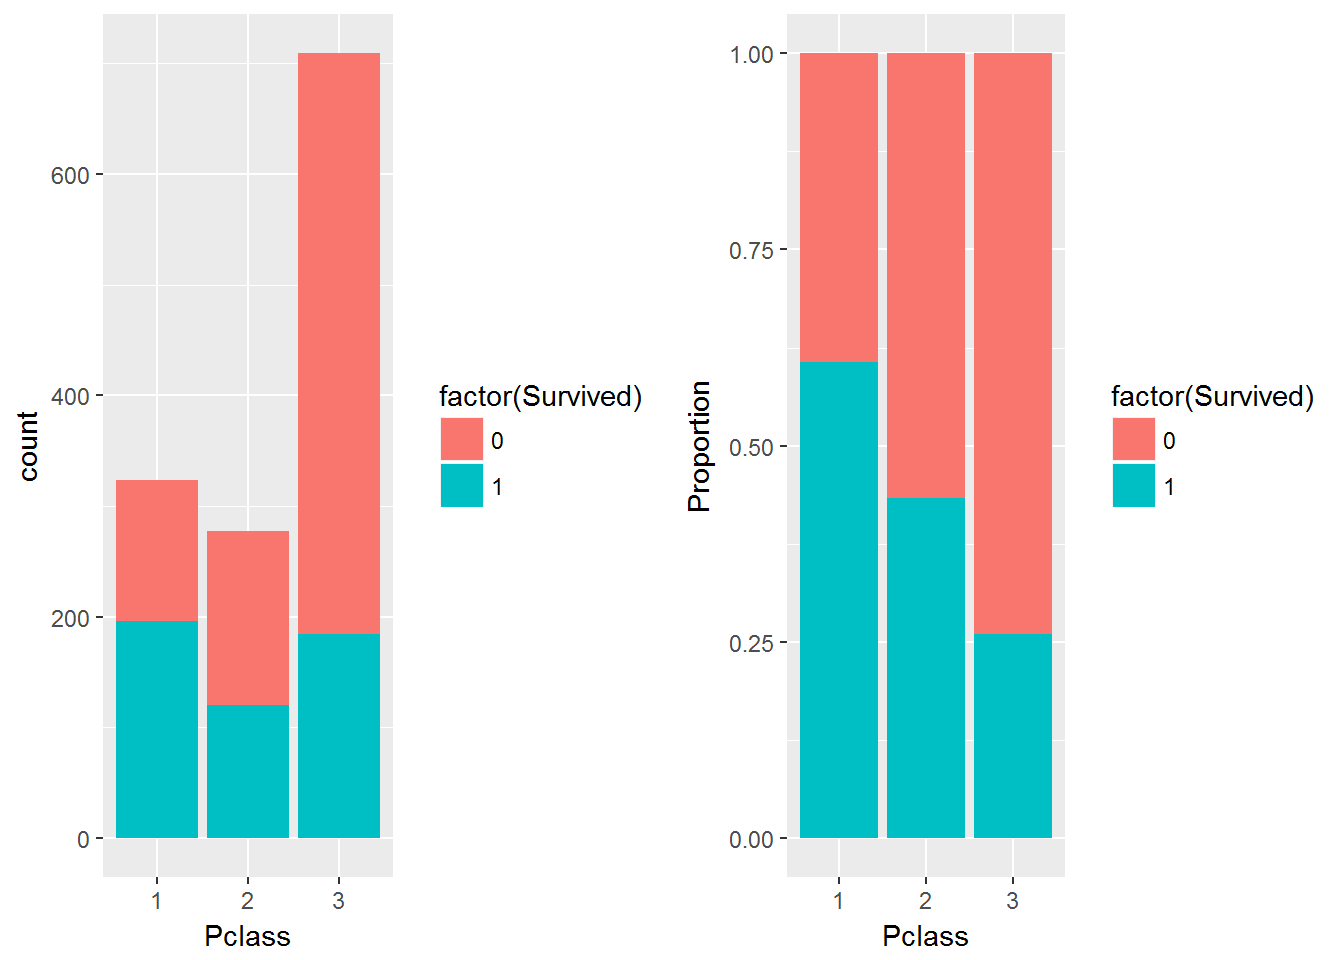 count
600
400
200
0
1 2 3
Pclass
factor(Survived)
0
1
Proportion
1.00
0.75
0.50
0.25
0.00
1 2 3
Pclass
factor(Survived)
0
1